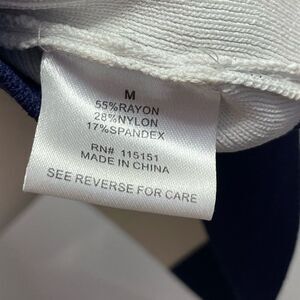 M
55%RAYON
28%NYLON
17%SPANDEX
RN# 115151
MADE IN CHINA
SEE REVERSE FOR CARE